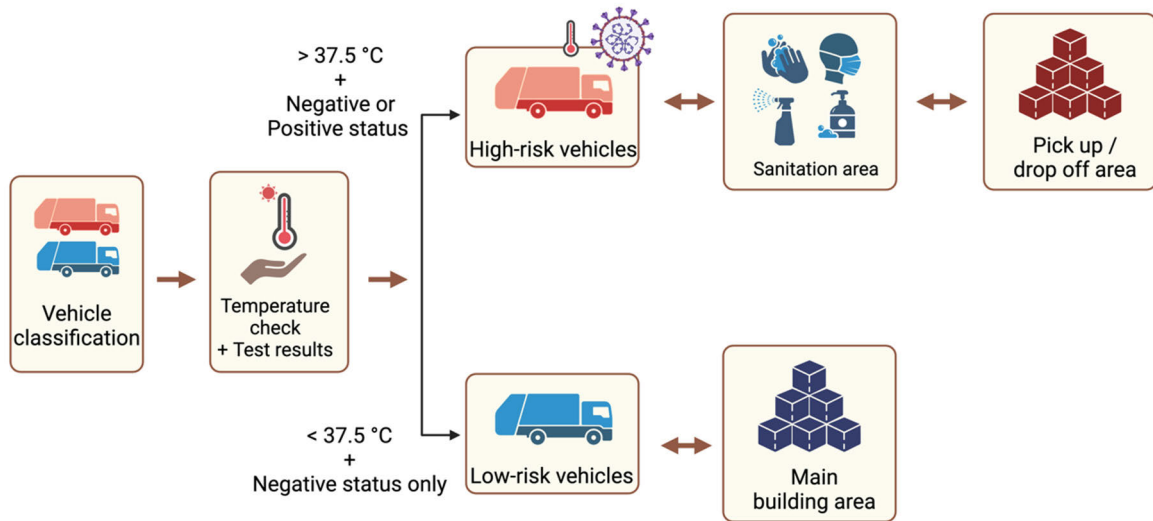 Vehicle
classification
Temperature
check
+ Test results
> 37.5 °C
+
Negative or
Positive status
High-risk vehicles
Sanitation area
Pick up /
drop off area
< 37.5 °C
+
Negative status only
Low-risk vehicles
Main
building area